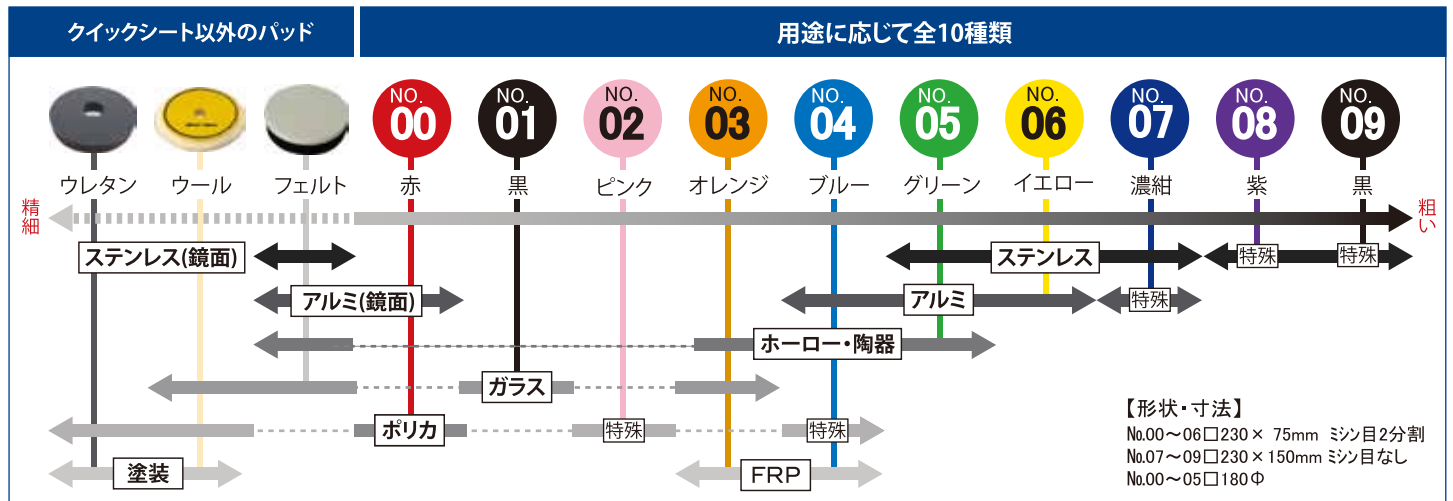 クイックシート以外のパッド
用途に応じて全10種類
NO. 00
NO. 01
NO. 02
NO. 03
NO. 04
NO. 05
NO. 06
NO. 07
NO. 08
NO. 09
ウレタン
ウール
フェルト
赤
黒
ピンク
オレンジ
ブルー
グリーン
イエロー
濃紺
紫
黒
精細
粗い
ステンレス(鏡面)
ステンレス
特殊
特殊
アルミ(鏡面)
アルミ
特殊
ホーロー・陶器
ガラス
ポリカ
特殊
特殊
塗装
FRP
【形状・寸法】
№00～06□230× 75mm ミシン目2分割
№07～09□230×150mm ミシン目なし
№00～05□180Φ